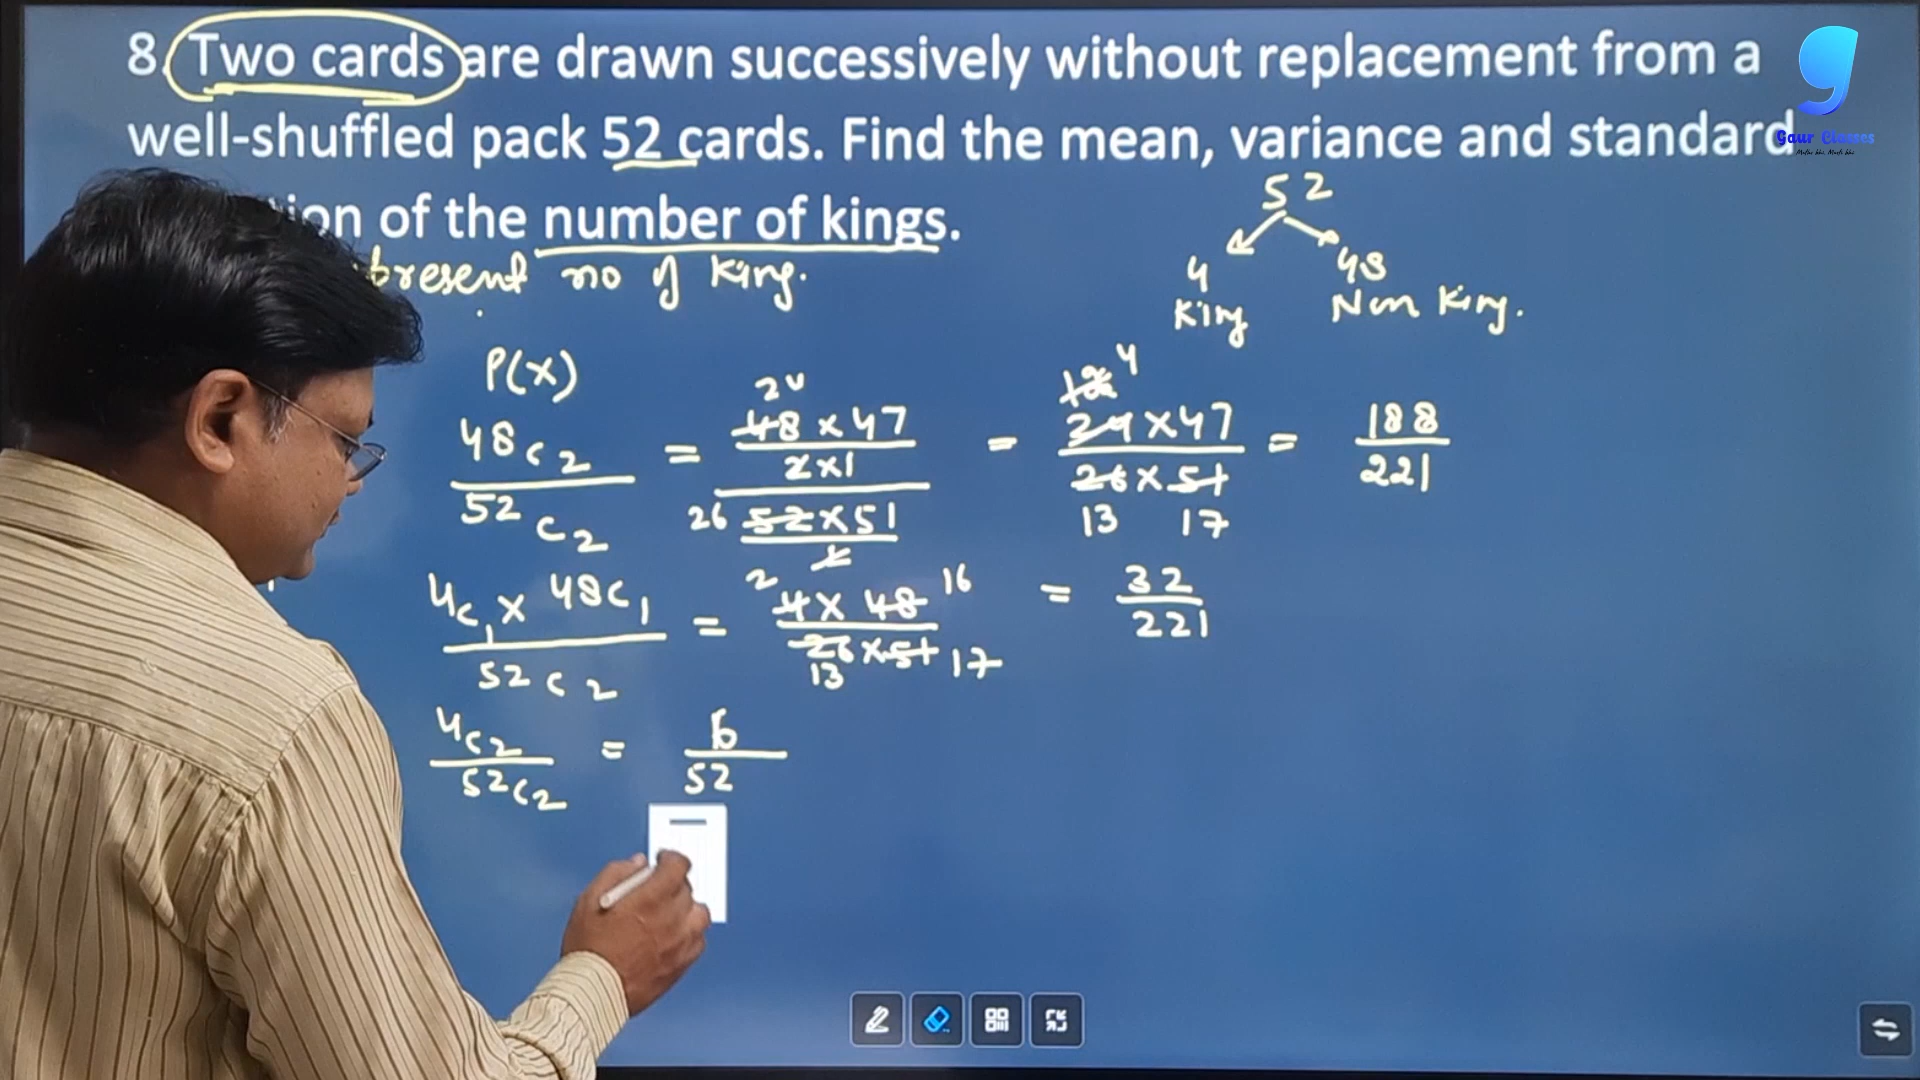 8. Two cards are drawn successively without replacement from a
well-shuffled pack 52 cards. Find the mean, variance and standard
ion of the number of kings.
present no of King.
52
4 48
King Non King.
P(X)
48C2 / 52C2 = (48 × 47 / 2×1) / (52 × 51 / 2) = 24 × 47 / 26 × 51 = 188 / 221
24 26 12 4 13 17
4C1 × 48C1 / 52C2 = 4 × 48 / 26 × 51 = 32 / 221
2 16 13 17
4C2 / 52C2 = 6 / 52
Gaur Classes